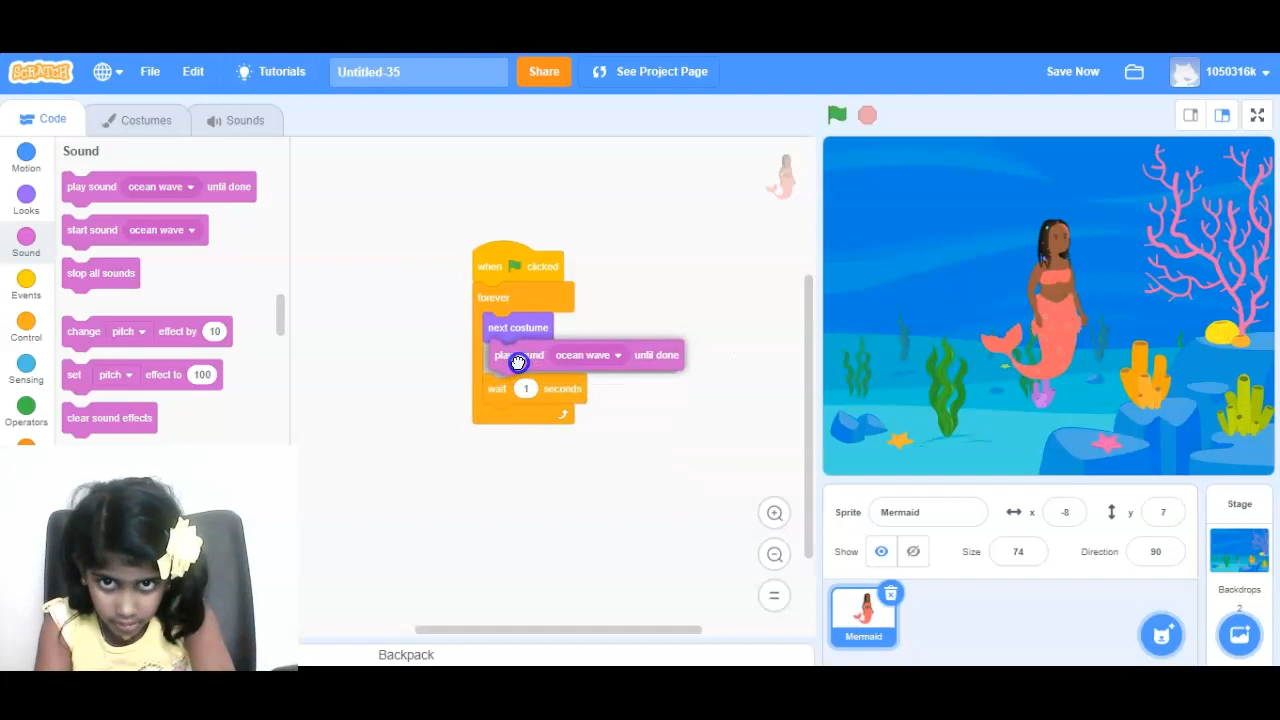 SCRATCH
File
Edit
Tutorials
Untitled-35
Share
See Project Page
Save Now
1050316k
Code
Costumes
Sounds
Motion
Looks
Sound
Events
Control
Sensing
Operators
Sound
play sound ocean wave until done
start sound ocean wave
stop all sounds
change pitch effect by 10
set pitch effect to 100
clear sound effects
when clicked
forever
next costume
play sound ocean wave until done
wait 1 seconds
Backpack
Sprite Mermaid x -8 y 7
Show Size 74 Direction 90
Mermaid
Stage
Backdrops
2